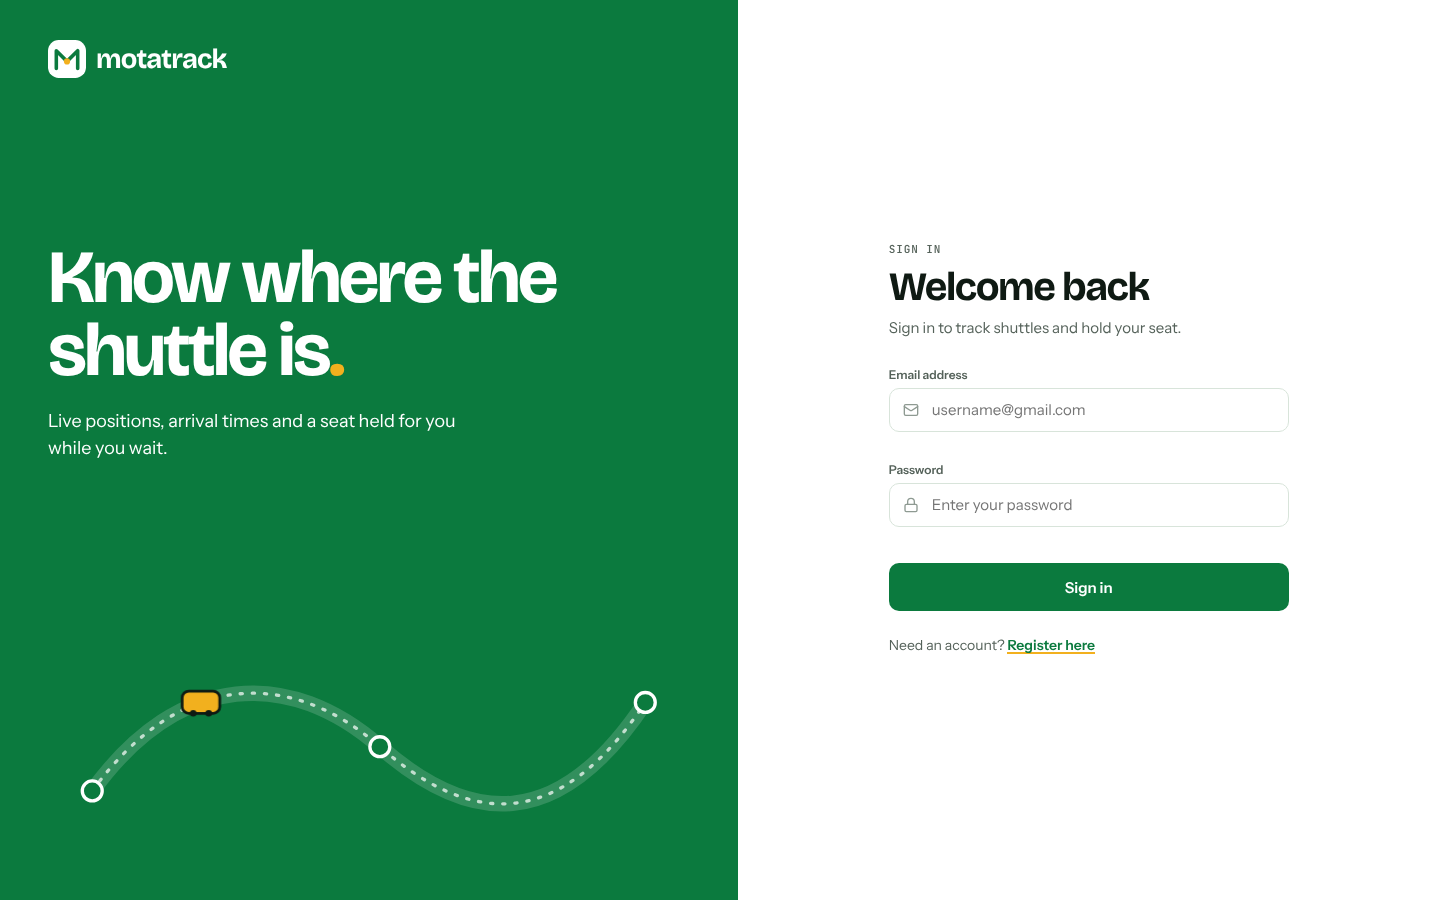 motatrack
Know where the
shuttle is.
Live positions, arrival times and a seat held for you
while you wait.
SIGN IN
Welcome back
Sign in to track shuttles and hold your seat.
Email address
username@gmail.com
Password
Enter your password
Sign in
Need an account? Register here